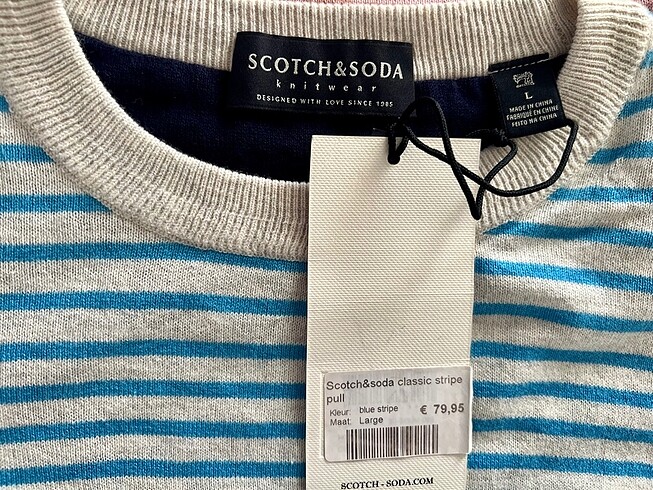 SCOTCH&SODA
knitwear
DESIGNED WITH LOVE SINCE 1985
L
MADE IN CHINA
FABRIQUÉ EN CHINE
FEITO NA CHINA
Scotch&soda classic stripe
pull
Kleur: blue stripe
€ 79,95
Maat: Large
SCOTCH-SODA.COM